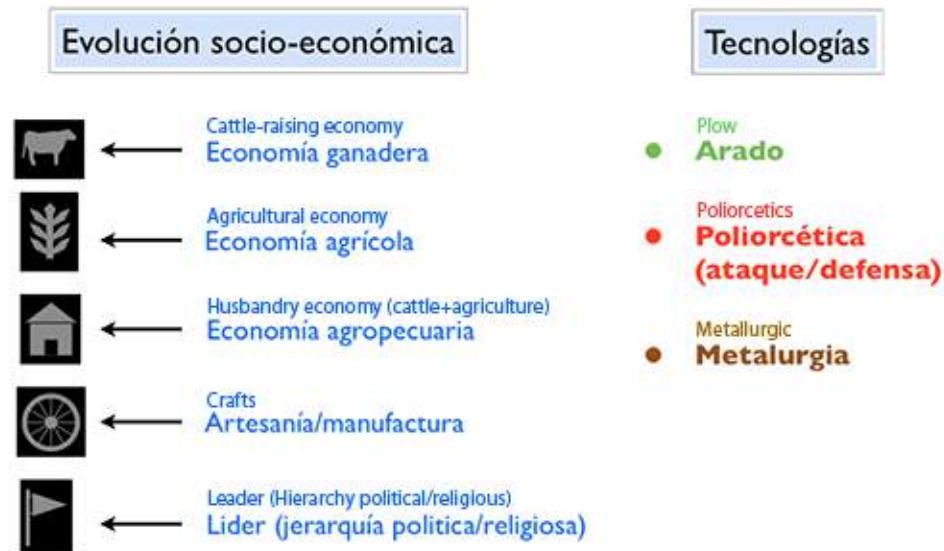 Evolución socio-económica
Cattle-raising economy
Economía ganadera
Agricultural economy
Economía agrícola
Husbandry economy (cattle+agriculture)
Economía agropecuaria
Crafts
Artesanía/manufactura
Leader (Hierarchy political/religious)
Lider (jerarquía politica/religiosa)
Tecnologías
Plow
Arado
Poliorcetics
Poliorcética
(ataque/defensa)
Metallurgic
Metalurgia